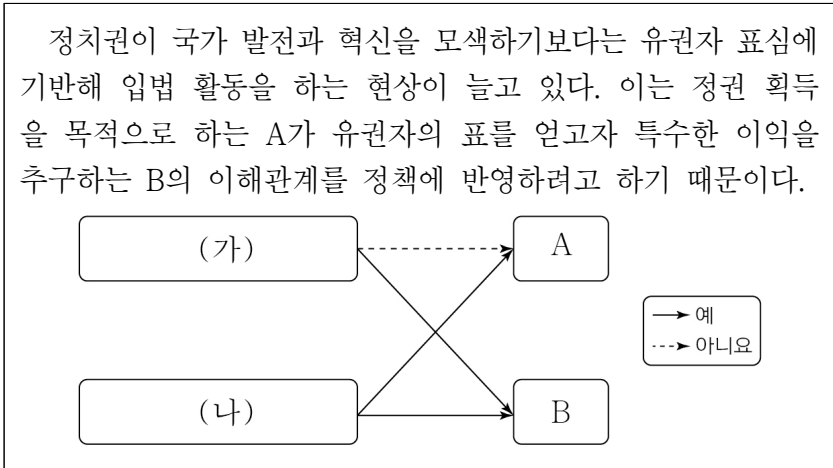 정치권이 국가 발전과 혁신을 모색하기보다는 유권자 표심에
기반해 입법 활동을 하는 현상이 늘고 있다. 이는 정권 획득
을 목적으로 하는 A가 유권자의 표를 얻고자 특수한 이익을
추구하는 B의 이해관계를 정책에 반영하려고 하기 때문이다.
(가)
A
예
아니요
(나)
B